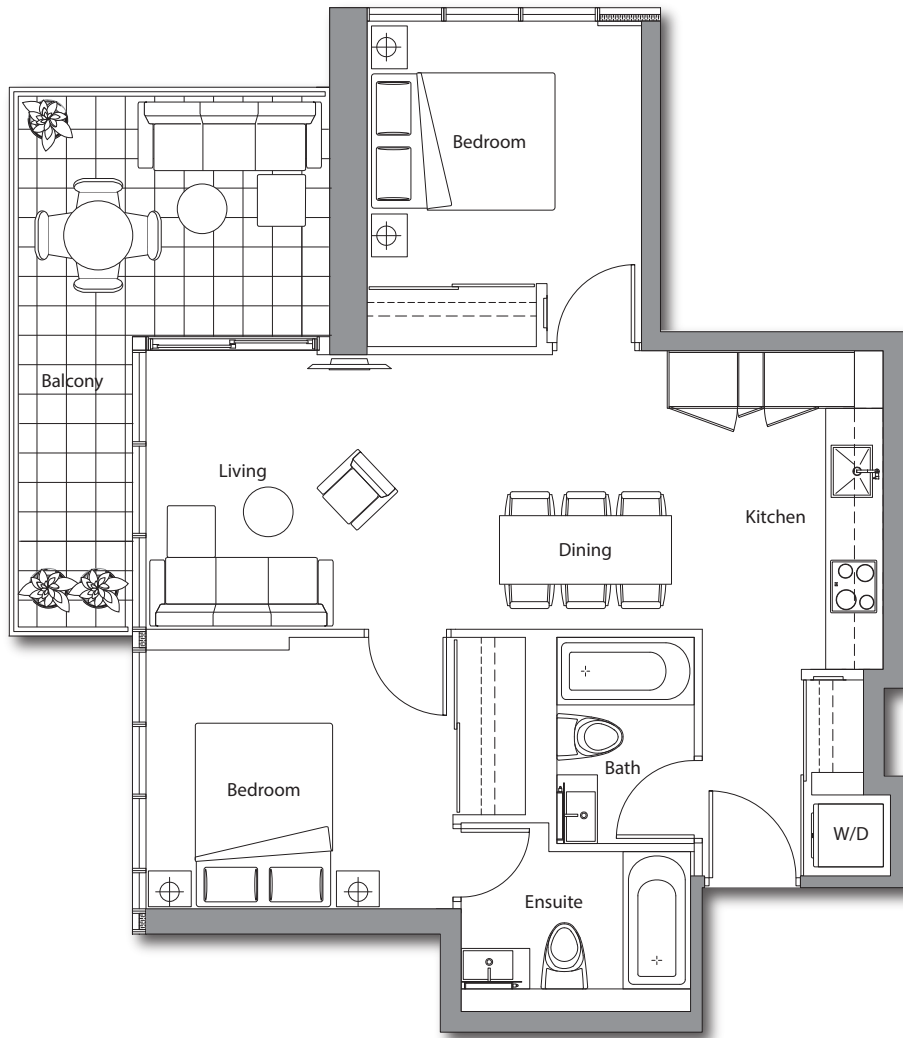 Bedroom
Balcony
Living
Kitchen
Dining
Bath
Bedroom
W/D
Ensuite